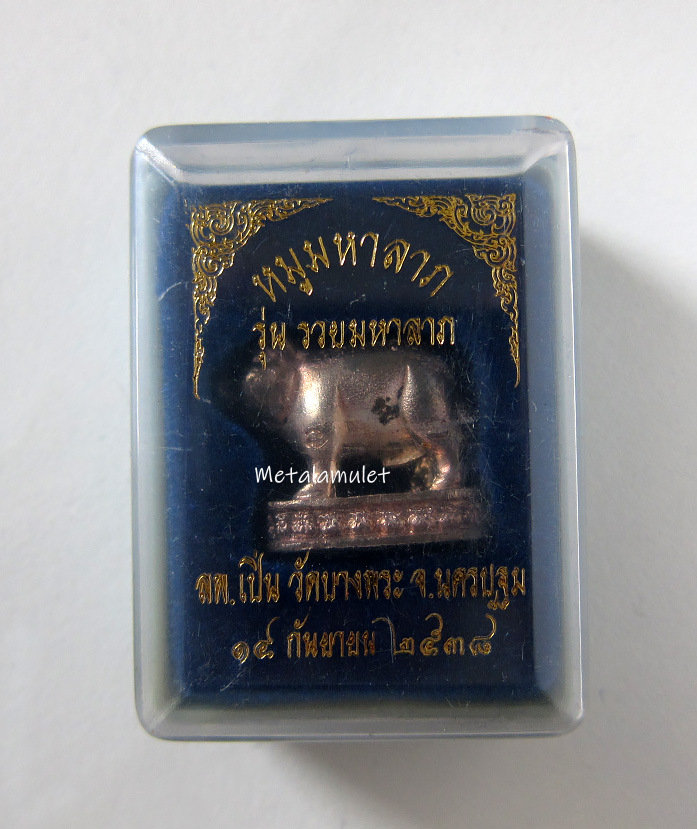 หมูมหาลาภ
รุ่น รวยมหาลาภ
Metalamulet
ลพ.เปิ่น วัดบางพระ จ.นครปฐม
๑๔ กันยายน ๒๕๓๘